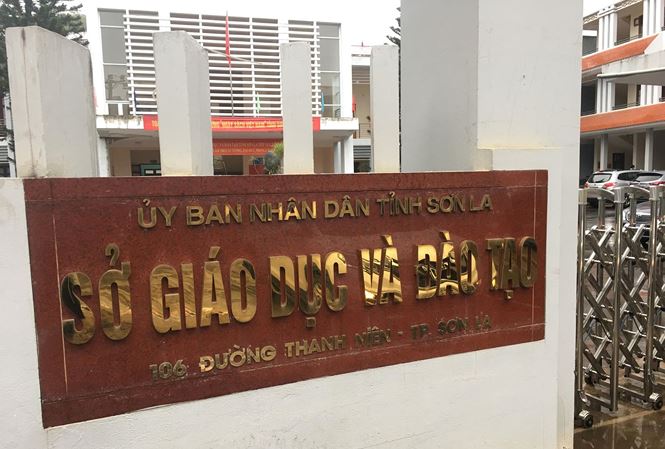 ỦY BAN NHÂN DÂN TỈNH SƠN LA
SỞ GIÁO DỤC VÀ ĐÀO TẠO
106 ĐƯỜNG THANH NIÊN - TP. SƠN LA